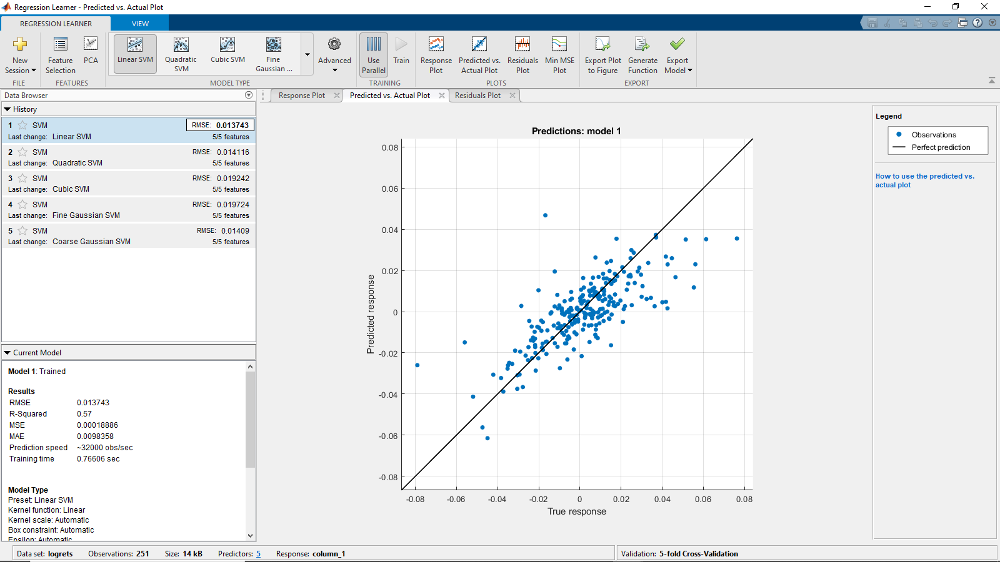 Regression Learner - Predicted vs. Actual Plot
REGRESSION LEARNER
VIEW
New Session
Feature Selection
PCA
Linear SVM
Quadratic SVM
Cubic SVM
Fine Gaussian ...
Advanced
Use Parallel
Train
Response Plot
Predicted vs. Actual Plot
Residuals Plot
Min MSE Plot
Export Plot to Figure
Generate Function
Export Model
FILE
FEATURES
MODEL TYPE
TRAINING
PLOTS
EXPORT
Data Browser
Response Plot
Predicted vs. Actual Plot
Residuals Plot
History
1 SVM RMSE: 0.013743
Last change: Linear SVM 5/5 features
2 SVM RMSE: 0.014116
Last change: Quadratic SVM 5/5 features
3 SVM RMSE: 0.019242
Last change: Cubic SVM 5/5 features
4 SVM RMSE: 0.019724
Last change: Fine Gaussian SVM 5/5 features
5 SVM RMSE: 0.01409
Last change: Coarse Gaussian SVM 5/5 features
Current Model
Model 1: Trained
Results
RMSE 0.013743
R-Squared 0.57
MSE 0.00018886
MAE 0.0098358
Prediction speed ~32000 obs/sec
Training time 0.76606 sec
Model Type
Preset: Linear SVM
Kernel function: Linear
Kernel scale: Automatic
Box constraint: Automatic
Epsilon: Automatic
Predictions: model 1
Predicted response
0.08
0.06
0.04
0.02
0
-0.02
-0.04
-0.06
-0.08
-0.08 -0.06 -0.04 -0.02 0 0.02 0.04 0.06 0.08
True response
Legend
Observations
Perfect prediction
How to use the predicted vs.
actual plot
Data set: logrets Observations: 251 Size: 14 kB Predictors: 5 Response: column_1
Validation: 5-fold Cross-Validation